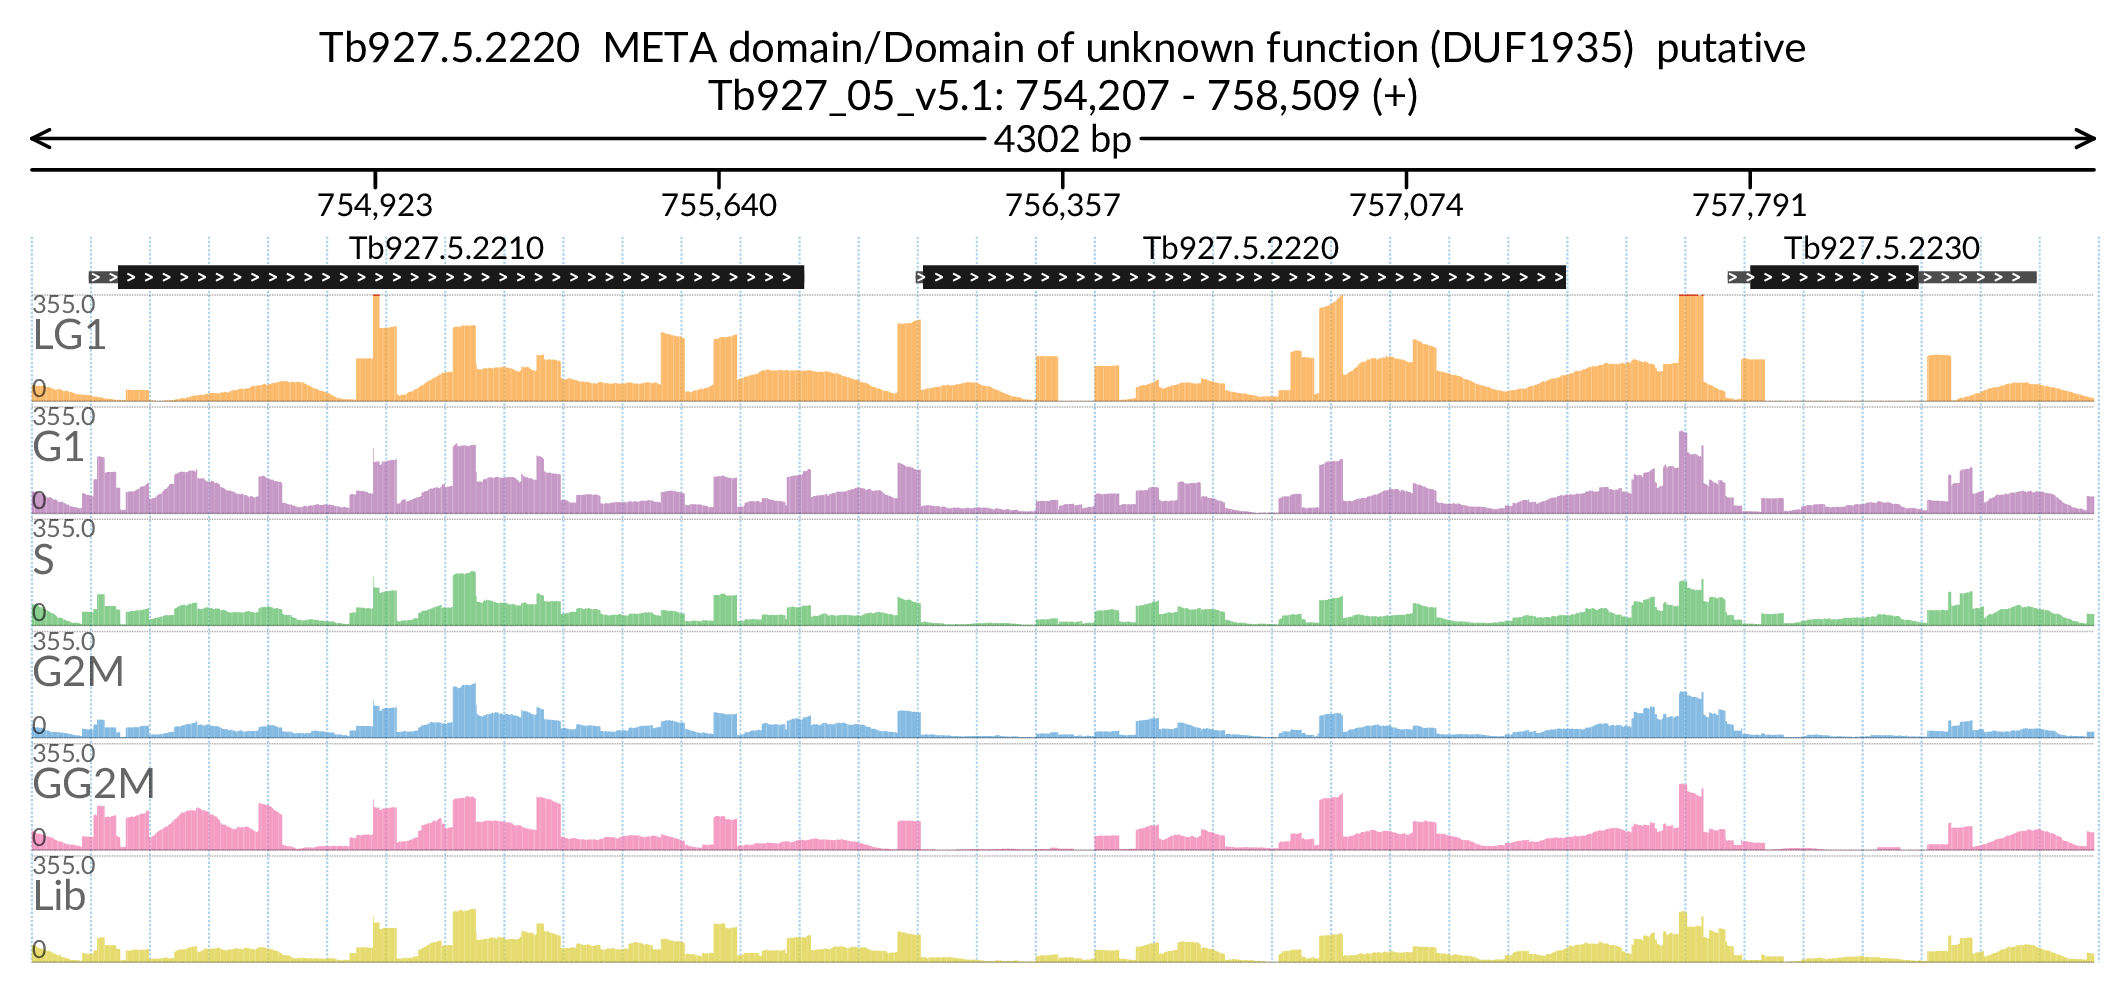 Tb927.5.2220  META domain/Domain of unknown function (DUF1935)  putative
Tb927_05_v5.1: 754,207 - 758,509 (+)
4302 bp
754,923 755,640 756,357 757,074 757,791
Tb927.5.2210 Tb927.5.2220 Tb927.5.2230
355.0
LG1
0
355.0
G1
0
355.0
S
0
355.0
G2M
0
355.0
GG2M
0
355.0
Lib
0